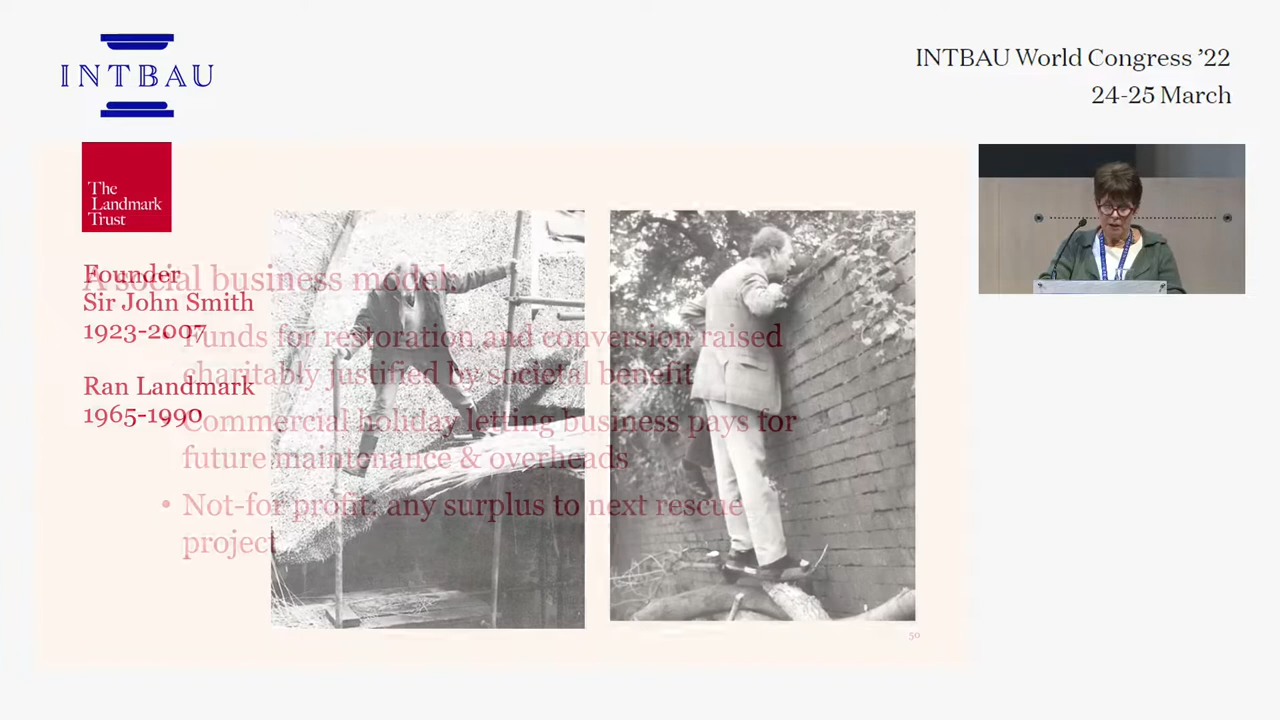 INTBAU
INTBAU World Congress ’22
24-25 March
The
Landmark
Trust
Founder
Sir John Smith
1923-2007
Ran Landmark
1965-1990
A social business model:
• Funds for restoration and conversion raised
charitably justified by societal benefit
• Commercial holiday letting business pays for
future maintenance & overheads
• Not-for profit: any surplus to next rescue
project
50